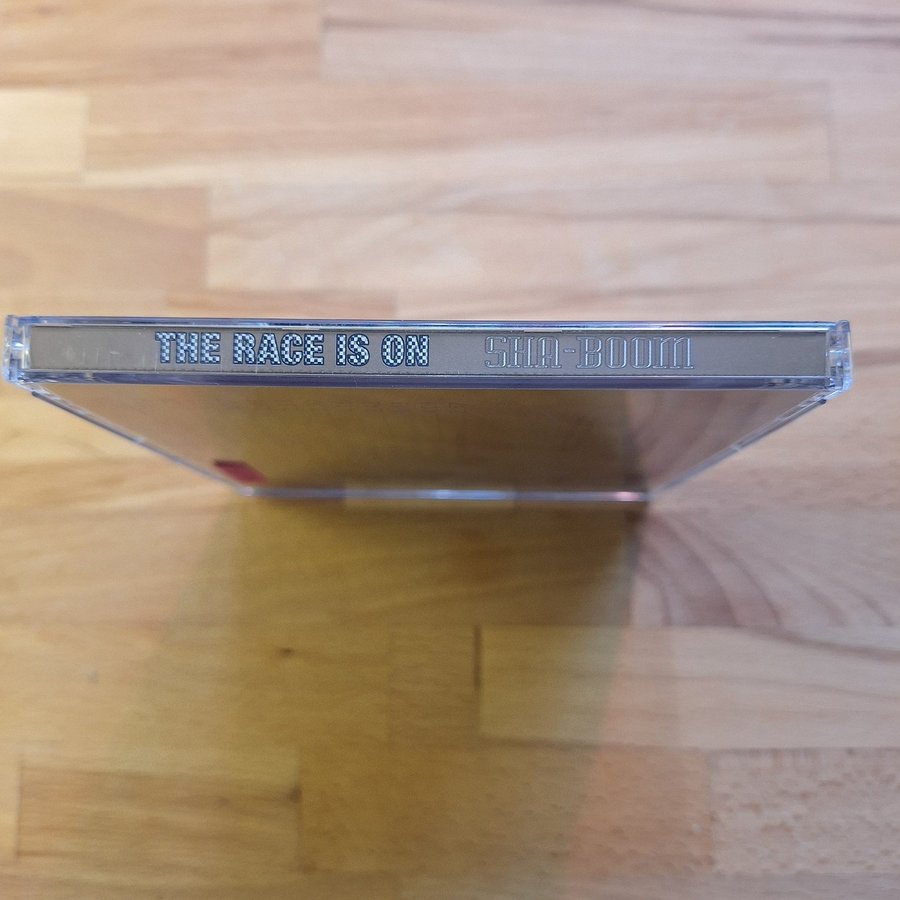 THE RACE IS ON SHA-BOOM